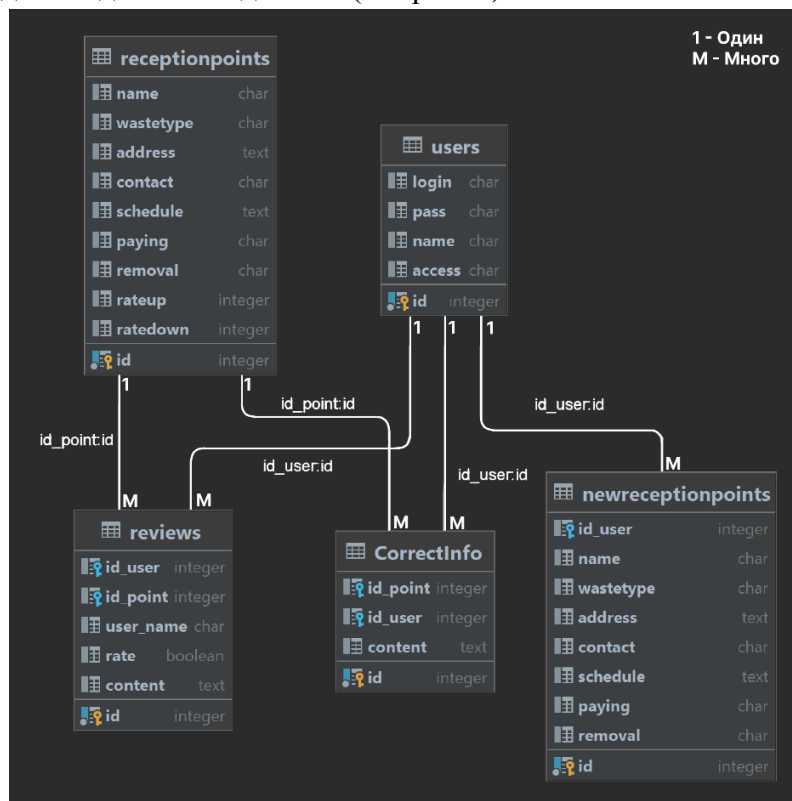 1 - Один
М - Много
receptionpoints
name char
wastetype char
address text
contact char
schedule text
paying char
removal char
rateup integer
ratedown integer
id integer
users
login char
pass char
name char
access char
id integer
1
1
1
1
1
id_point:id
id_user:id
id_point:id
id_user:id
id_user:id
M
M
M
M
M
reviews
id_user integer
id_point integer
user_name char
rate boolean
content text
id integer
CorrectInfo
id_point integer
id_user integer
content text
id integer
newreceptionpoints
id_user integer
name char
wastetype char
address text
contact char
schedule text
paying char
removal char
id integer